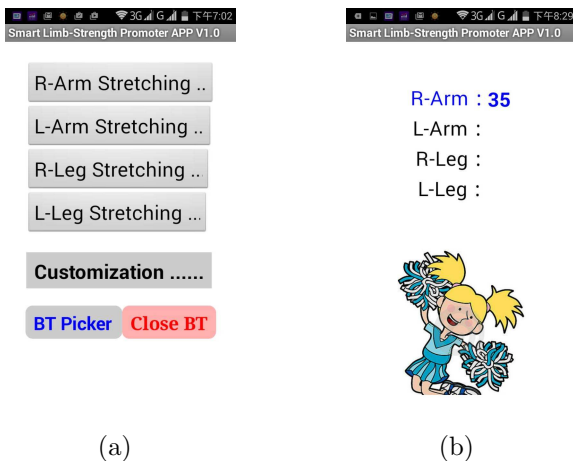 3G G 下午7:02
Smart Limb-Strength Promoter APP V1.0
R-Arm Stretching ..
L-Arm Stretching ..
R-Leg Stretching ..
L-Leg Stretching ...
Customization ......
BT Picker Close BT
(a)
3G G 下午8:29
Smart Limb-Strength Promoter APP V1.0
R-Arm : 35
L-Arm :
R-Leg :
L-Leg :
(b)